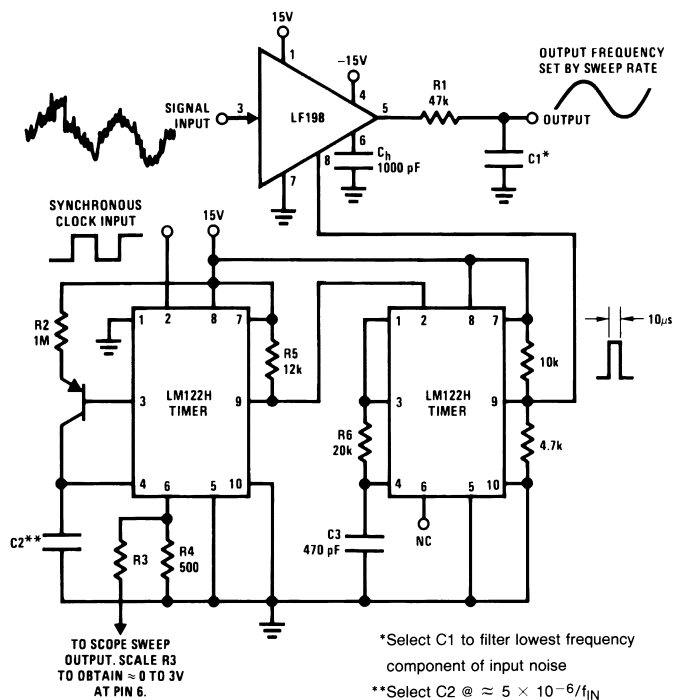 15V
1
−15V
4
OUTPUT FREQUENCY
SET BY SWEEP RATE
SIGNAL
INPUT
3
LF198
5
R1
47k
OUTPUT
6
8
Ch
1000 pF
C1*
7
SYNCHRONOUS
CLOCK INPUT
15V
R2
1M
1
2
8
7
R5
12k
3
LM122H
TIMER
9
4
6
5
10
C2**
R3
R4
500
1
2
8
7
10k
10µs
3
LM122H
TIMER
9
R6
20k
4.7k
4
6
5
10
C3
470 pF
NC
TO SCOPE SWEEP
OUTPUT. SCALE R3
TO OBTAIN ≈ 0 TO 3V
AT PIN 6.
*Select C1 to filter lowest frequency
component of input noise
**Select C2 @ ≈ 5 × 10−6/fIN